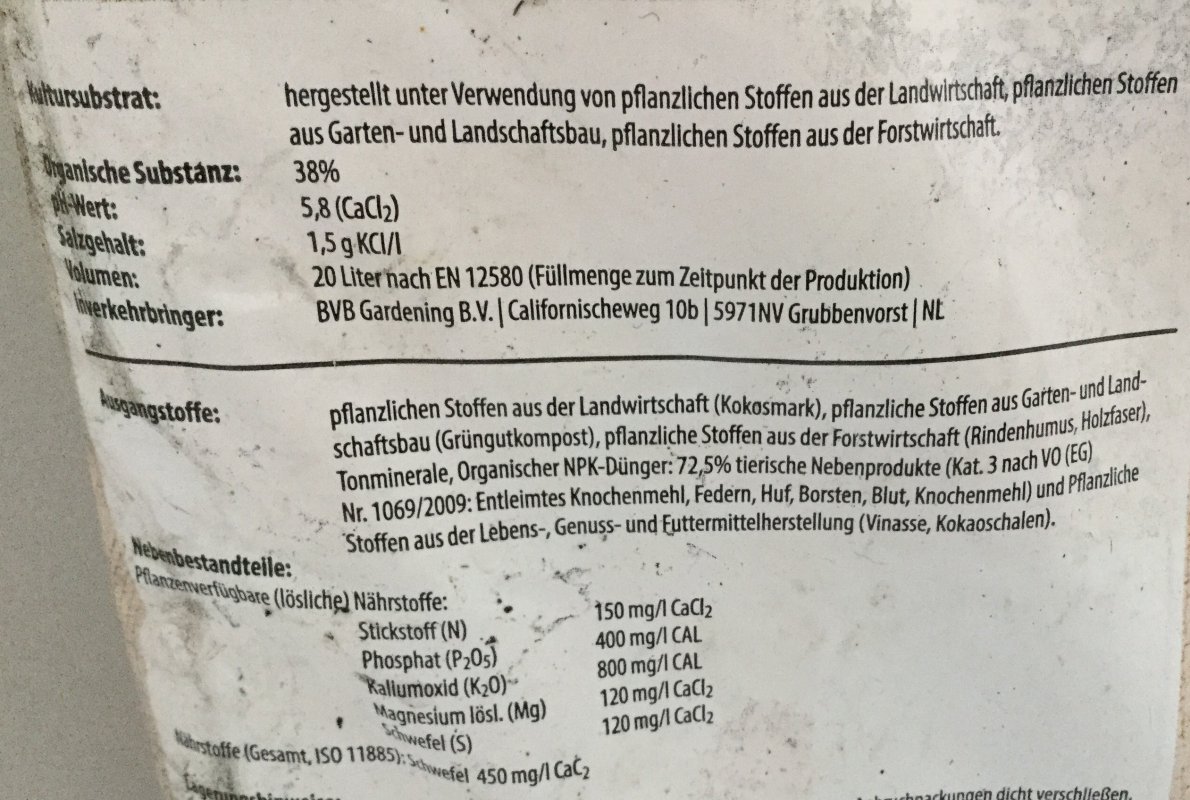 Kultursubstrat: hergestellt unter Verwendung von pflanzlichen Stoffen aus der Landwirtschaft, pflanzlichen Stoffen
aus Garten- und Landschaftsbau, pflanzlichen Stoffen aus der Forstwirtschaft.
Organische Substanz: 38%
pH-Wert: 5,8 (CaCl₂)
Salzgehalt: 1,5 g KCl/l
Volumen: 20 Liter nach EN 12580 (Füllmenge zum Zeitpunkt der Produktion)
Inverkehrbringer: BVB Gardening B.V. | Californischeweg 10b | 5971NV Grubbenvorst | NL
Ausgangstoffe: pflanzlichen Stoffen aus der Landwirtschaft (Kokosmark), pflanzliche Stoffen aus Garten- und Land-
schaftsbau (Grüngutkompost), pflanzliche Stoffen aus der Forstwirtschaft (Rindenhumus, Holzfaser),
Tonminerale, Organischer NPK-Dünger: 72,5% tierische Nebenprodukte (Kat. 3 nach VO (EG)
Nr. 1069/2009: Entleimtes Knochenmehl, Federn, Huf, Borsten, Blut, Knochenmehl) und Pflanzliche
Stoffen aus der Lebens-, Genuss- und Futtermittelherstellung (Vinasse, Kokaoschalen).
Nebenbestandteile:
Pflanzenverfügbare (lösliche) Nährstoffe:
Stickstoff (N) 150 mg/l CaCl₂
Phosphat (P₂O₅) 400 mg/l CAL
Kaliumoxid (K₂O) 800 mg/l CAL
Magnesium lösl. (Mg) 120 mg/l CaCl₂
Schwefel (S) 120 mg/l CaCl₂
Nährstoffe (Gesamt, ISO 11885): Schwefel 450 mg/l CaC₂
dicht verschließen.